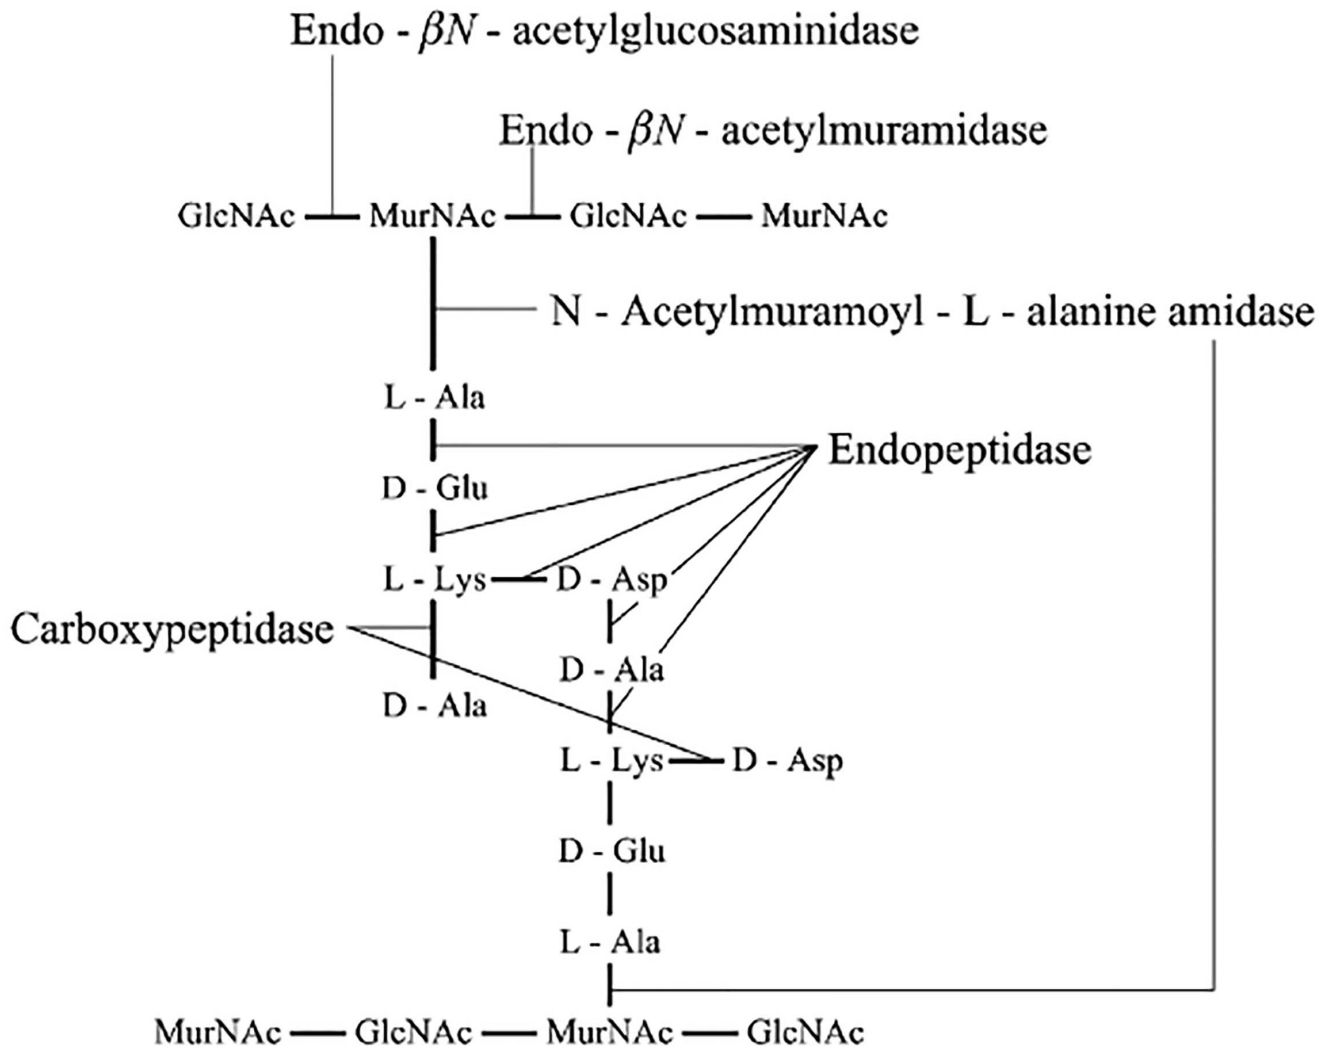 Endo - βN - acetylglucosaminidase
Endo - βN - acetylmuramidase
GlcNAc MurNAc GlcNAc MurNAc
N - Acetylmuramoyl - L - alanine amidase
L - Ala
Endopeptidase
D - Glu
L - Lys D - Asp
Carboxypeptidase
D - Ala
D - Ala
L - Lys D - Asp
D - Glu
L - Ala
MurNAc GlcNAc MurNAc GlcNAc